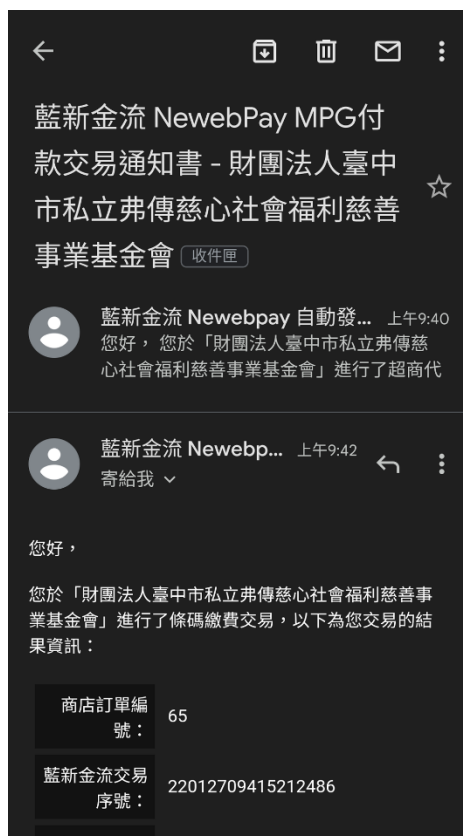 藍新金流 NewebPay MPG付
款交易通知書 - 財團法人臺中
市私立弗傳慈心社會福利慈善
事業基金會 收件匣
藍新金流 Newebpay 自動發... 上午9:40
您好， 您於「財團法人臺中市私立弗傳慈
心社會福利慈善事業基金會」進行了超商代
藍新金流 Newebp... 上午9:42
寄給我
您好，
您於「財團法人臺中市私立弗傳慈心社會福利慈善事
業基金會」進行了條碼繳費交易，以下為您交易的結
果資訊：
商店訂單編
號： 65
藍新金流交易
序號： 22012709415212486